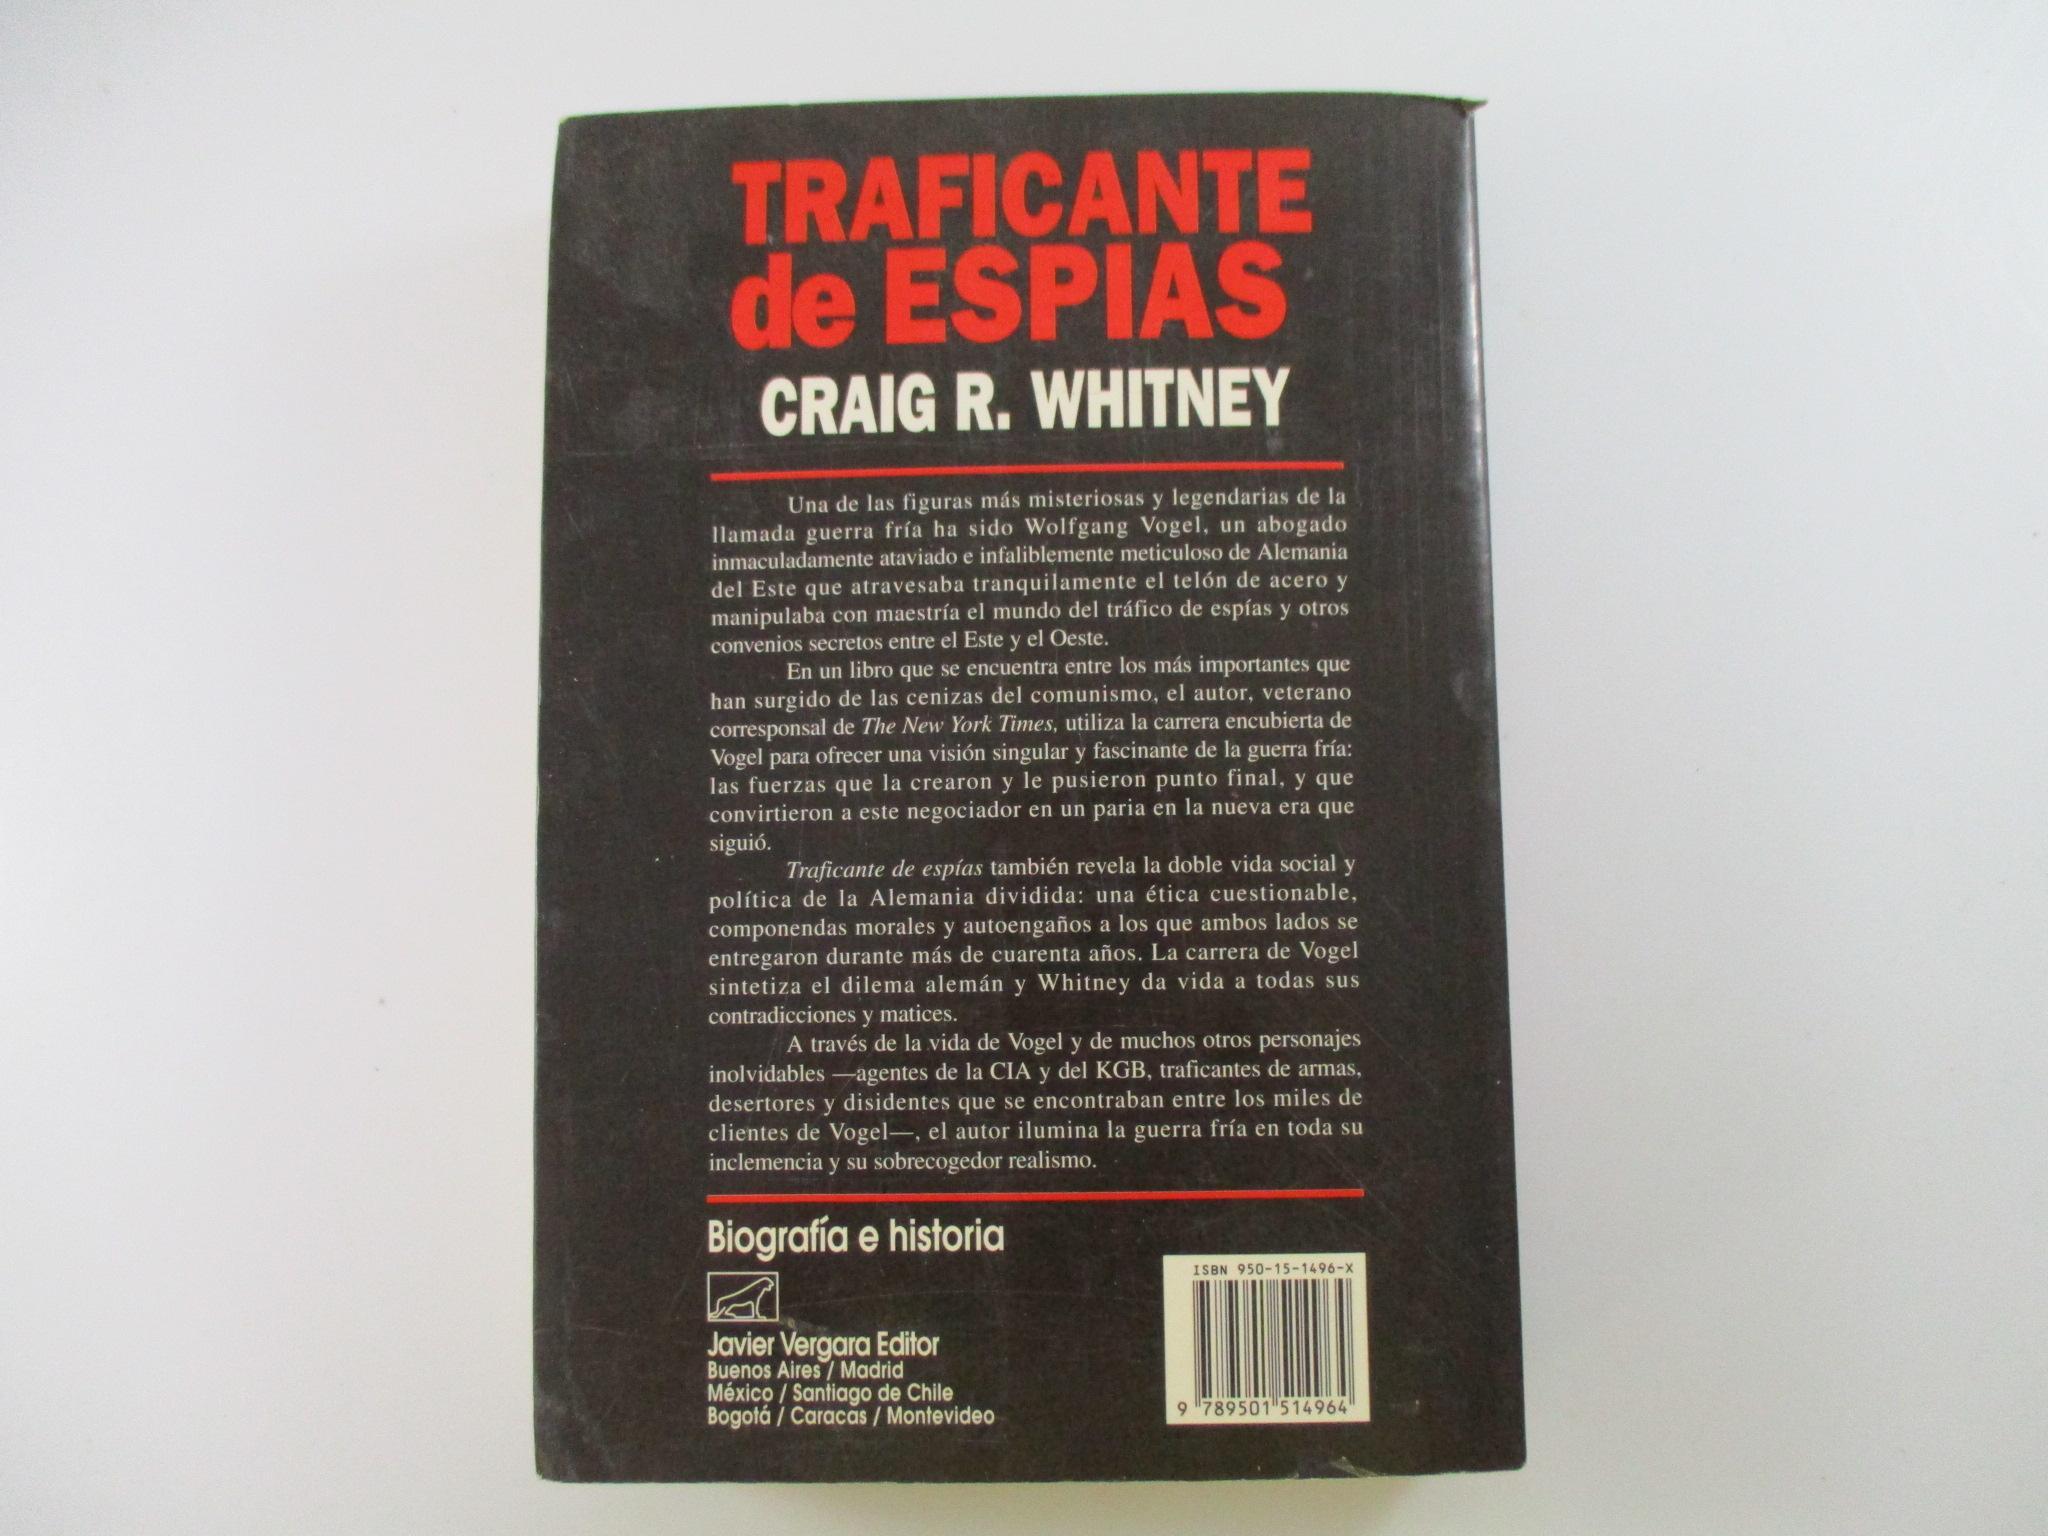 TRAFICANTE
de ESPIAS
CRAIG R. WHITNEY
Una de las figuras más misteriosas y legendarias de la
llamada guerra fría ha sido Wolfgang Vogel, un abogado
inmaculadamente ataviado e infaliblemente meticuloso de Alemania
del Este que atravesaba tranquilamente el telón de acero y
manipulaba con maestría el mundo del tráfico de espías y otros
convenios secretos entre el Este y el Oeste.
En un libro que se encuentra entre los más importantes que
han surgido de las cenizas del comunismo, el autor, veterano
corresponsal de The New York Times, utiliza la carrera encubierta de
Vogel para ofrecer una visión singular y fascinante de la guerra fría:
las fuerzas que la crearon y le pusieron punto final, y que
convirtieron a este negociador en un paria en la nueva era que
siguió.
Traficante de espías también revela la doble vida social y
política de la Alemania dividida: una ética cuestionable,
componendas morales y autoengaños a los que ambos lados se
entregaron durante más de cuarenta años. La carrera de Vogel
sintetiza el dilema alemán y Whitney da vida a todas sus
contradicciones y matices.
A través de la vida de Vogel y de muchos otros personajes
inolvidables —agentes de la CIA y del KGB, traficantes de armas,
desertores y disidentes que se encontraban entre los miles de
clientes de Vogel—, el autor ilumina la guerra fría en toda su
inclemencia y su sobrecogedor realismo.
Biografía e historia
ISBN 950-15-1496-X
Javier Vergara Editor
Buenos Aires / Madrid
México / Santiago de Chile
Bogotá / Caracas / Montevideo
9 789501 514964